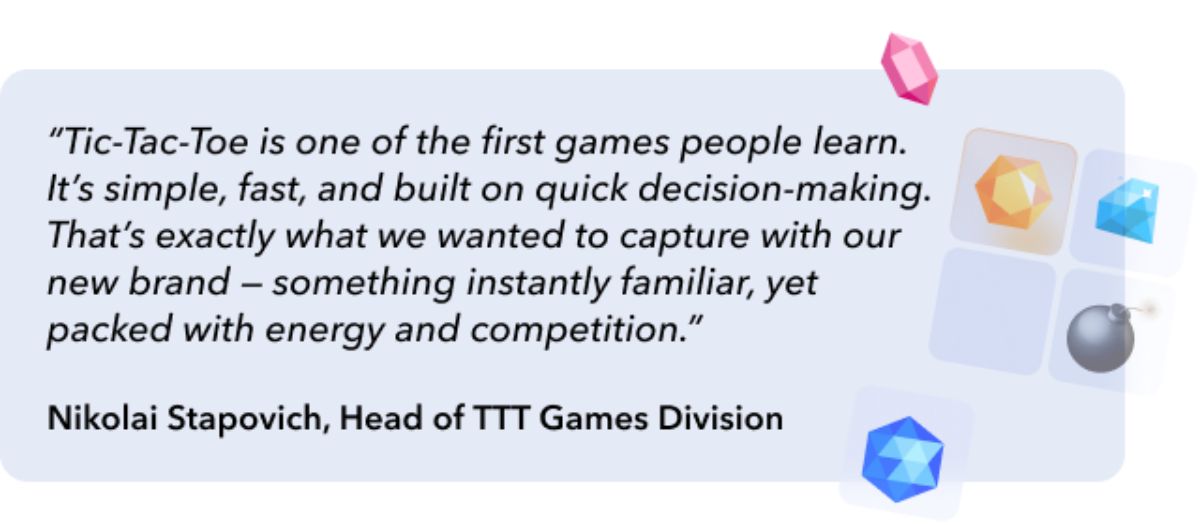 “Tic-Tac-Toe is one of the first games people learn.
It’s simple, fast, and built on quick decision-making.
That’s exactly what we wanted to capture with our
new brand — something instantly familiar, yet
packed with energy and competition.”
Nikolai Stapovich, Head of TTT Games Division